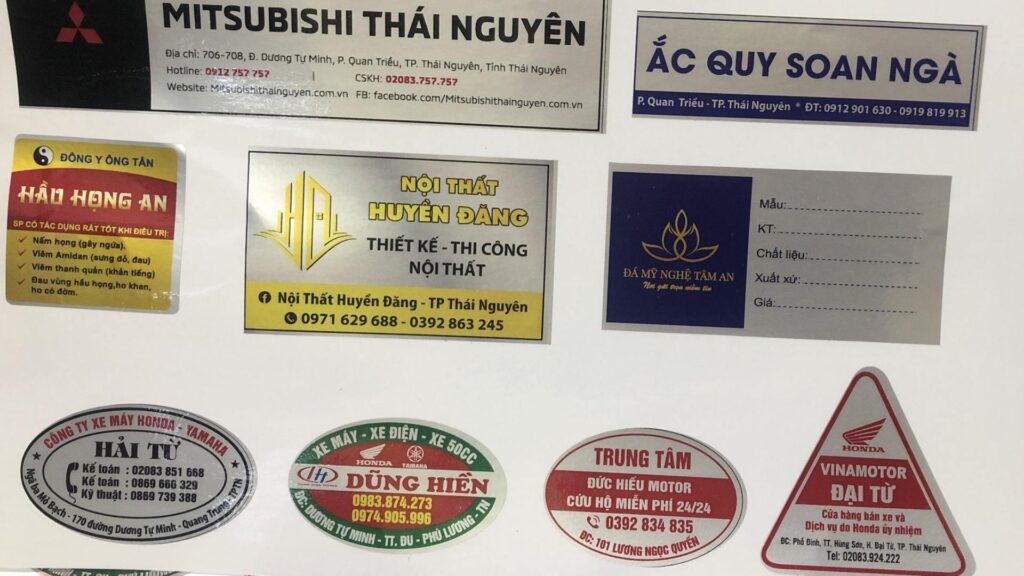 MITSUBISHI THÁI NGUYÊN
Địa chỉ: 706-708, Đ. Dương Tự Minh, P. Quan Triều, TP. Thái Nguyên, Tỉnh Thái Nguyên
Hotline: 0912 757 757 | CSKH: 02083.757.757
Website: Mitsubishithainguyen.com.vn FB: facebook.com/Mitsubishithainguyen.com.vn
ẮC QUY SOAN NGÀ
P. Quan Triều - TP. Thái Nguyên * ĐT: 0912 901 630 - 0919 819 913
ĐÔNG Y ÔNG TÂN
HẦU HỌNG AN
SP CÓ TÁC DỤNG RẤT TỐT KHI ĐIỀU TRỊ:
Nấm họng (gây ngứa).
Viêm Amidan (sưng đỏ, đau)
Viêm thanh quản (khản tiếng)
Đau vùng hầu họng, ho khan,
ho có đờm.
NỘI THẤT
HUYỀN ĐĂNG
THIẾT KẾ - THI CÔNG
NỘI THẤT
Nội Thất Huyền Đăng - TP Thái Nguyên
0971 629 688 - 0392 863 245
ĐÁ MỸ NGHỆ TÂM AN
Nơi gửi trọn niềm tin
Mẫu:
KT:
Chất liệu:
Xuất xứ:
Giá:
CÔNG TY XE MÁY HONDA - YAMAHA
HẢI TỪ
Kế toán : 02083 851 668
Kế toán : 0869 666 329
Kỹ thuật : 0869 739 388
Ngã ba Mỏ Bạch - 170 đường Dương Tự Minh - Quang Trung - TPTN
XE MÁY - XE ĐIỆN - XE 50CC
HONDA YAMAHA
DŨNG HIỀN
0983.874.273
0974.905.996
ĐC: DƯƠNG TỰ MINH - TT. ĐU - PHÚ LƯƠNG - TN
TRUNG TÂM
ĐỨC HIẾU MOTOR
CỨU HỘ MIỄN PHÍ 24/24
0392 834 835
ĐC: 101 LƯƠNG NGỌC QUYẾN
HONDA
VINAMOTOR
ĐẠI TỪ
Cửa hàng bán xe và
Dịch vụ do Honda ủy nhiệm
ĐC: Phố Đình, TT. Hùng Sơn, H. Đại Từ, TP. Thái Nguyên
Tel: 02083.924.222